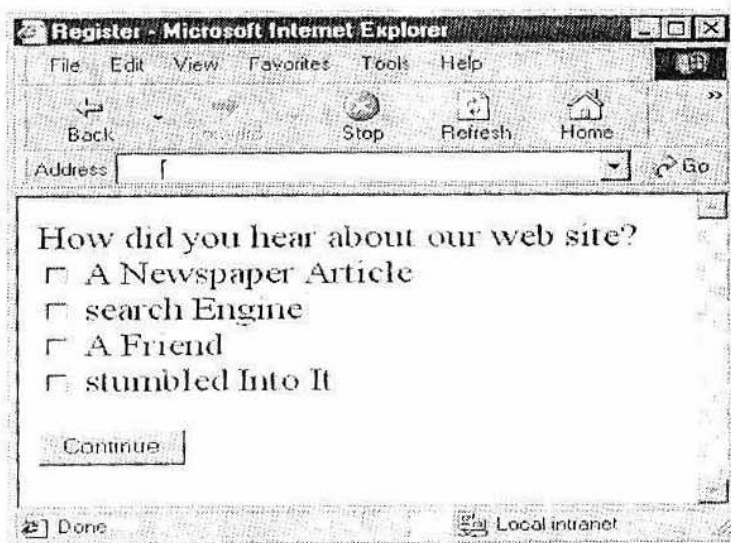 Register - Microsoft Internet Explorer
File Edit View Favorites Tools Help
Back Stop Refresh Home »
Address Go
How did you hear about our web site?
A Newspaper Article
search Engine
A Friend
stumbled Into It
Continue
Done Local intranet